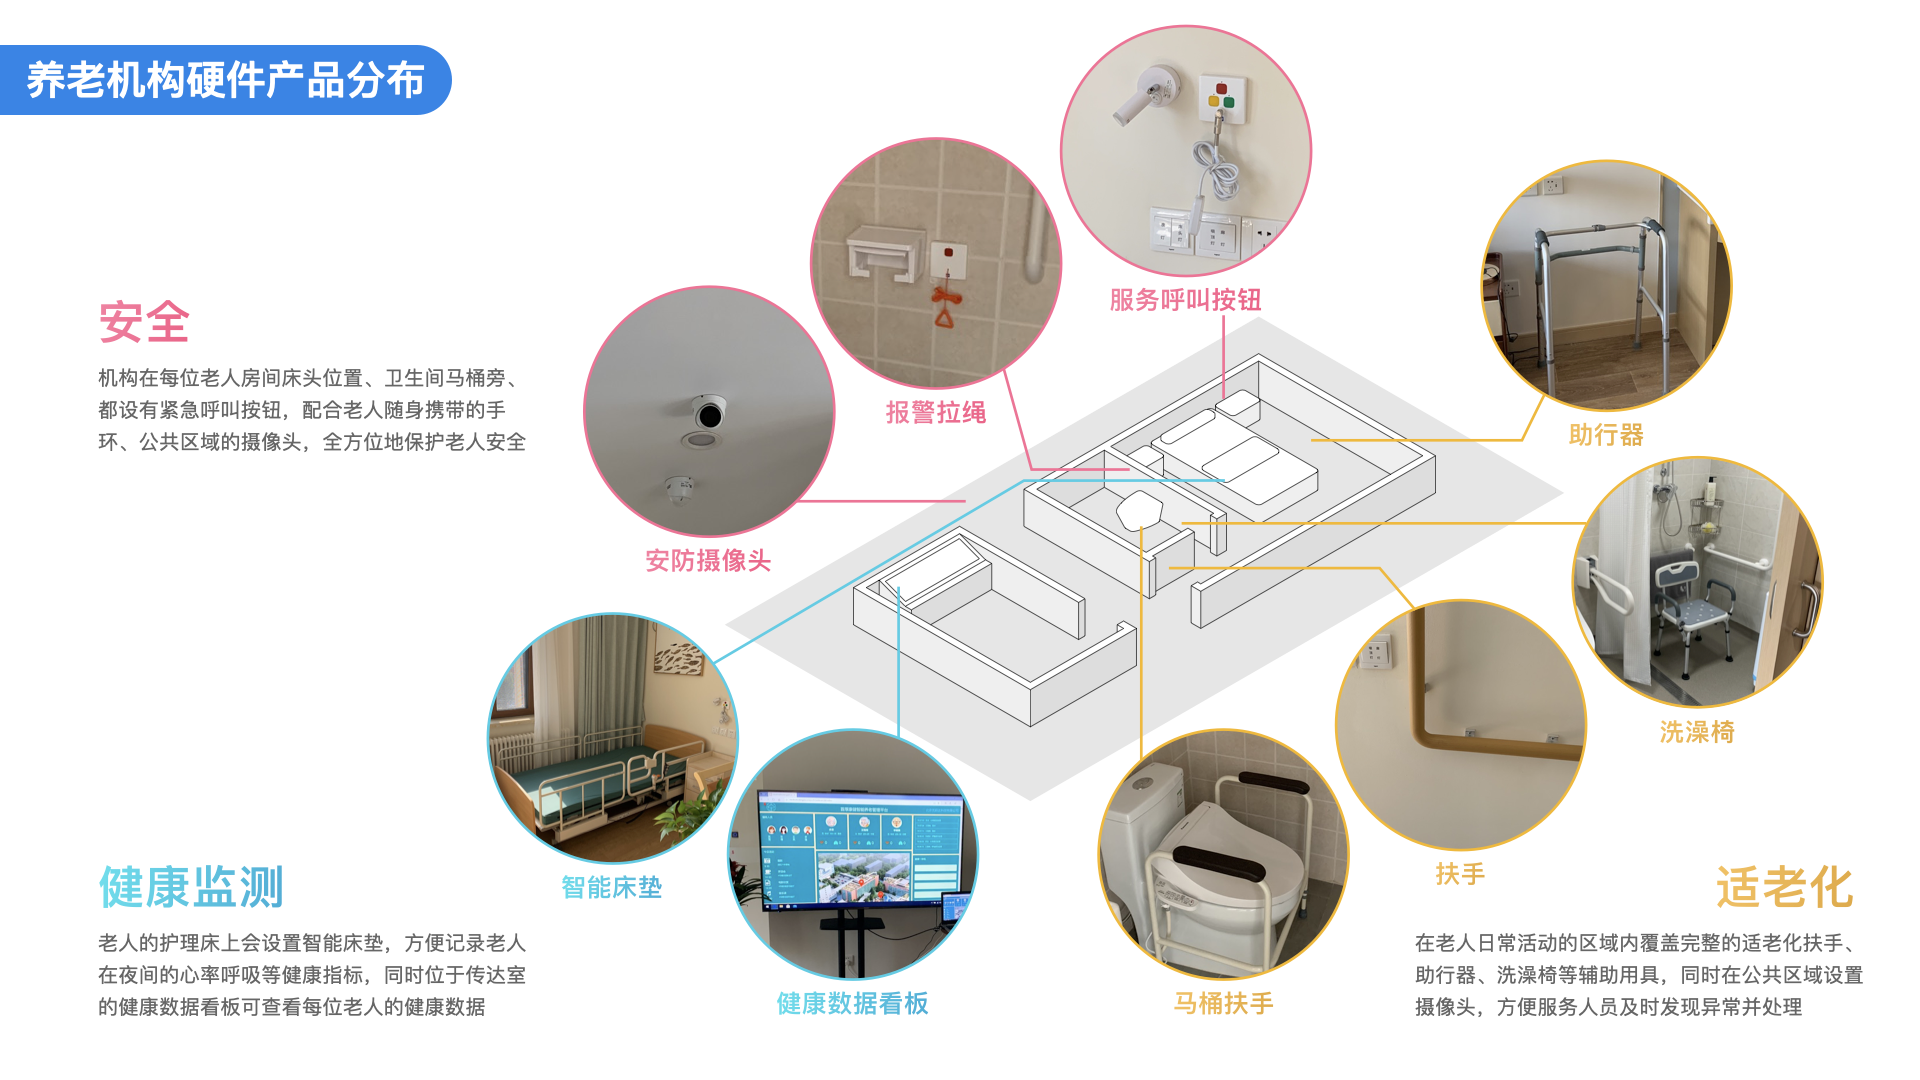 养老机构硬件产品分布
服务呼叫按钮
报警拉绳
安防摄像头
助行器
安全
机构在每位老人房间床头位置、卫生间马桶旁、
都设有紧急呼叫按钮，配合老人随身携带的手
环、公共区域的摄像头，全方位地保护老人安全
洗澡椅
扶手
智能床垫
健康数据看板
马桶扶手
健康监测
老人的护理床上会设置智能床垫，方便记录老人
在夜间的心率呼吸等健康指标，同时位于传达室
的健康数据看板可查看每位老人的健康数据
适老化
在老人日常活动的区域内覆盖完整的适老化扶手、
助行器、洗澡椅等辅助用具，同时在公共区域设置
摄像头，方便服务人员及时发现异常并处理